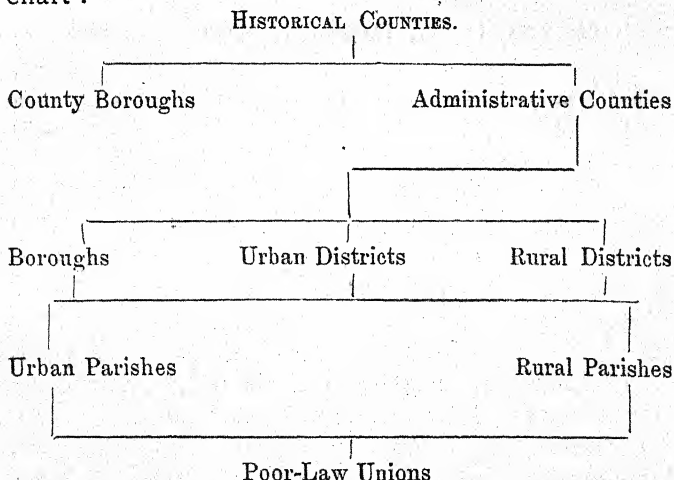 chart :
HISTORICAL COUNTIES.
County Boroughs Administrative Counties
Boroughs Urban Districts Rural Districts
Urban Parishes Rural Parishes
Poor-Law Unions